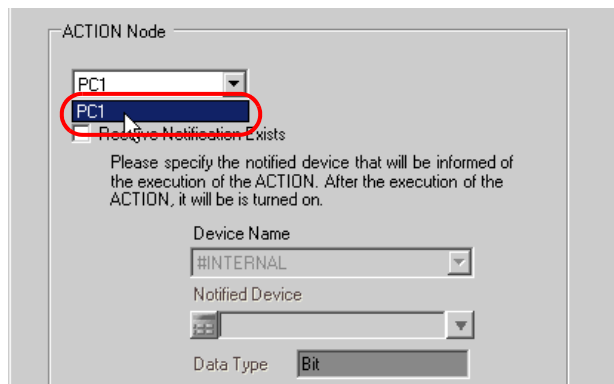 ACTION Node
PC1
PC1
Receive Notification Exists
Please specify the notified device that will be informed of
the execution of the ACTION. After the execution of the
ACTION, it will be is turned on.
Device Name
#INTERNAL
Notified Device
Data Type Bit